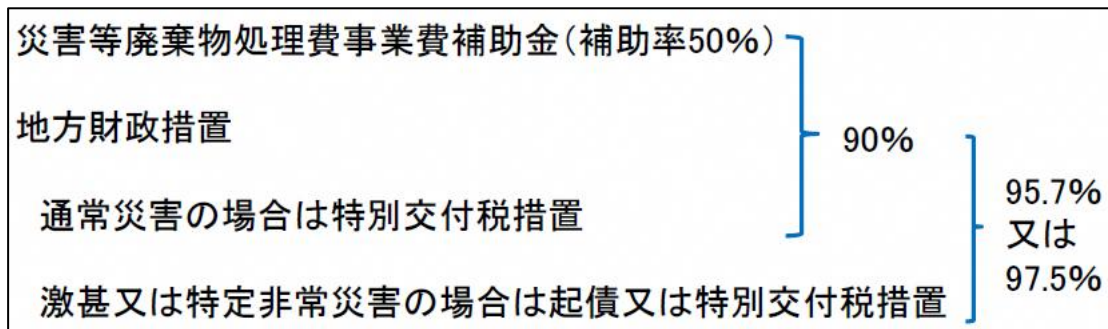 災害等廃棄物処理費事業費補助金(補助率50%)
地方財政措置
90%
通常災害の場合は特別交付税措置
95.7%
又は
97.5%
激甚又は特定非常災害の場合は起債又は特別交付税措置